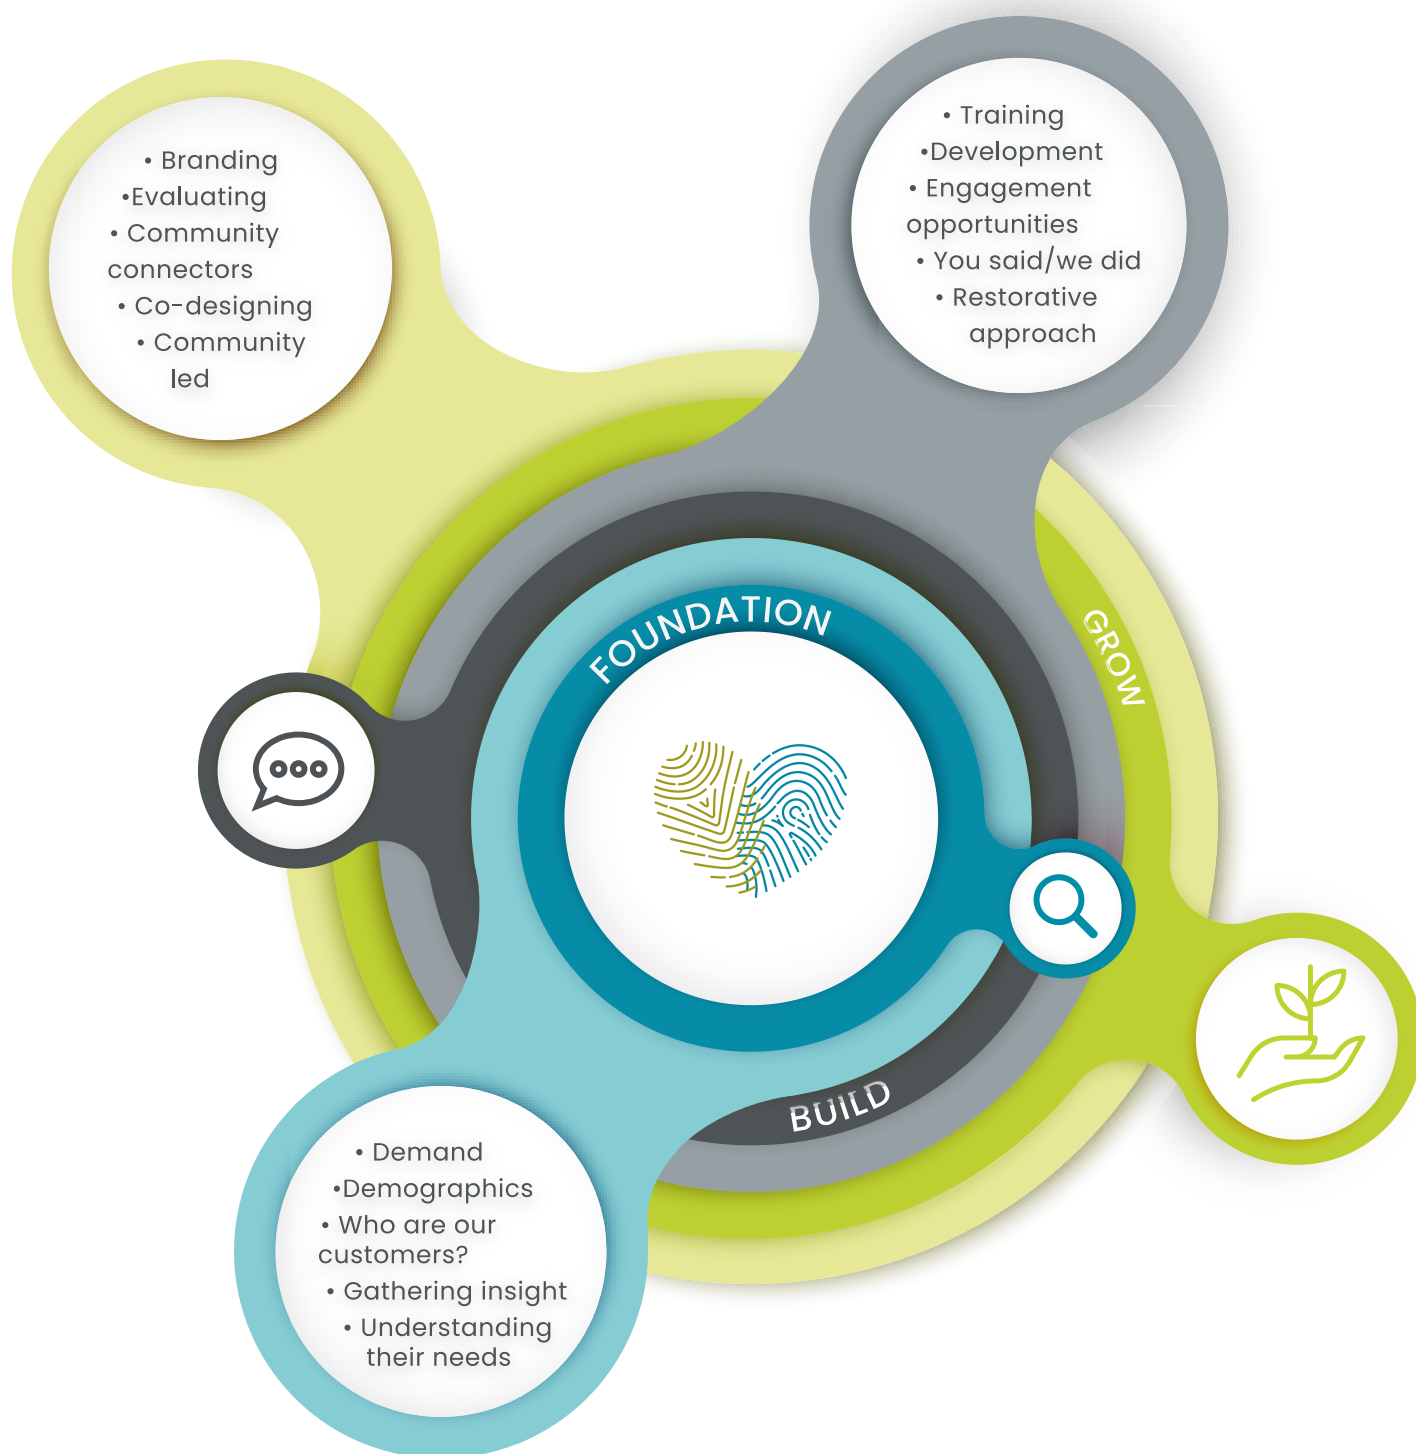 • Branding
•Evaluating
• Community
connectors
• Co-designing
• Community
led
• Training
•Development
• Engagement
opportunities
• You said/we did
• Restorative
approach
FOUNDATION
GROW
BUILD
• Demand
•Demographics
• Who are our
customers?
• Gathering insight
• Understanding
their needs